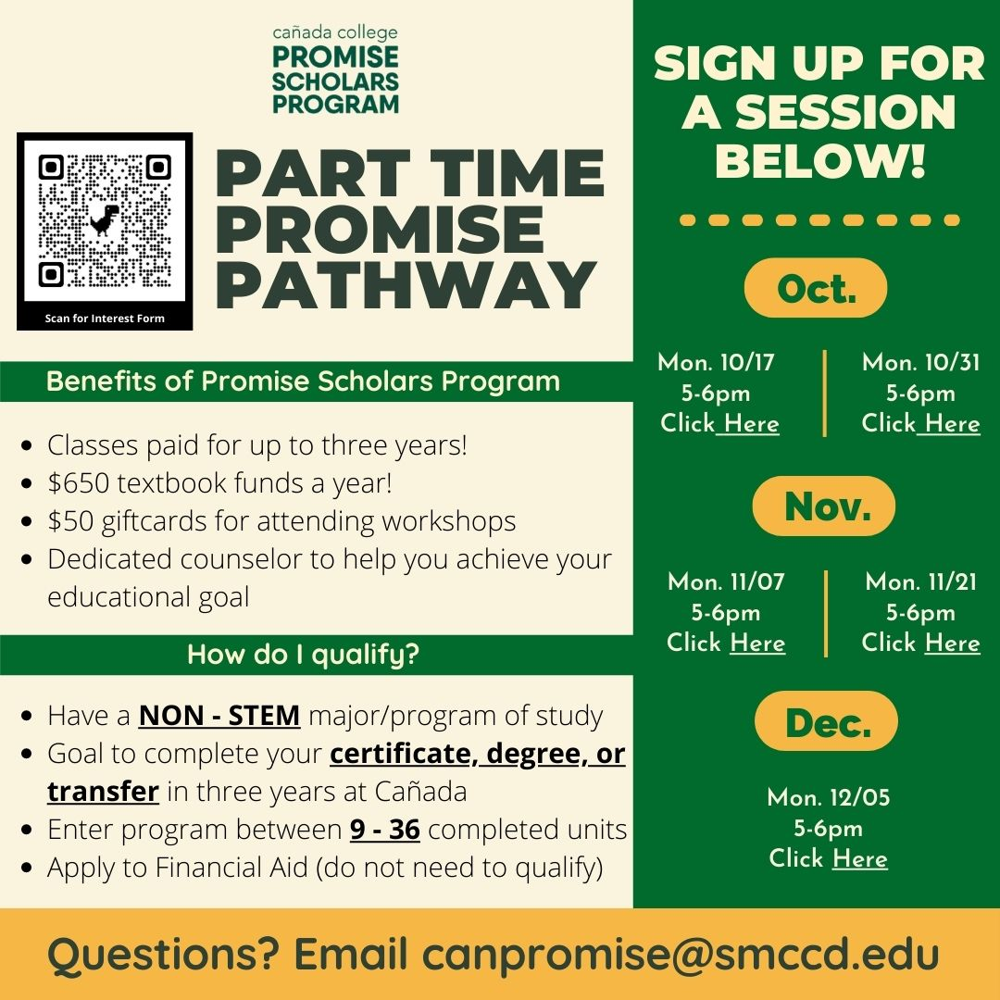 cañada college
PROMISE
SCHOLARS
PROGRAM
Scan for Interest Form
PART TIME
PROMISE
PATHWAY
Benefits of Promise Scholars Program
• Classes paid for up to three years!
• $650 textbook funds a year!
• $50 giftcards for attending workshops
• Dedicated counselor to help you achieve your
educational goal
How do I qualify?
• Have a NON - STEM major/program of study
• Goal to complete your certificate, degree, or
transfer in three years at Cañada
• Enter program between 9 - 36 completed units
• Apply to Financial Aid (do not need to qualify)
SIGN UP FOR
A SESSION
BELOW!
Oct.
Mon. 10/17
5-6pm
Click Here
Mon. 10/31
5-6pm
Click Here
Nov.
Mon. 11/07
5-6pm
Click Here
Mon. 11/21
5-6pm
Click Here
Dec.
Mon. 12/05
5-6pm
Click Here
Questions? Email canpromise@smccd.edu